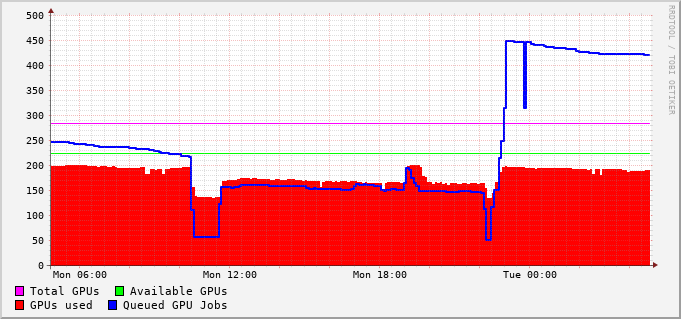 500
450
400
350
300
250
200
150
100
50
0
Mon 06:00 Mon 12:00 Mon 18:00 Tue 00:00
Total GPUs Available GPUs
GPUs used Queued GPU Jobs
RRDTOOL / TOBI OETIKER